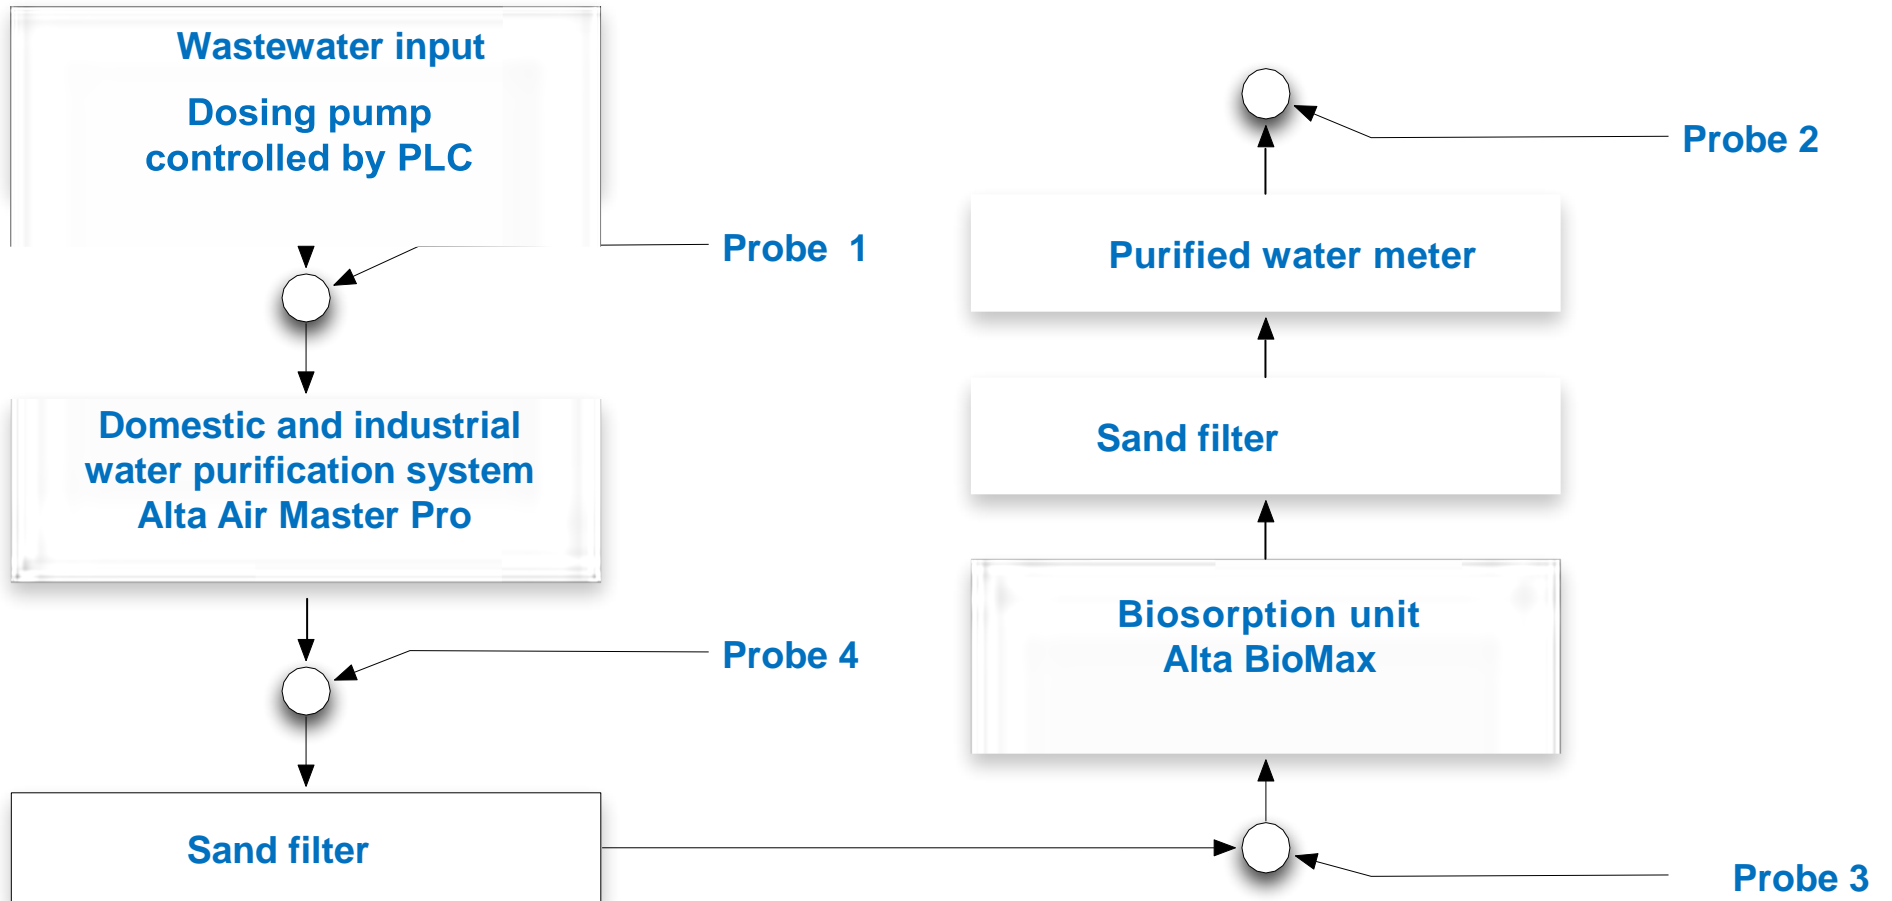 Wastewater input
Dosing pump
controlled by PLC
Probe 1
Domestic and industrial
water purification system
Alta Air Master Pro
Probe 4
Sand filter
Probe 2
Purified water meter
Sand filter
Biosorption unit
Alta BioMax
Probe 3